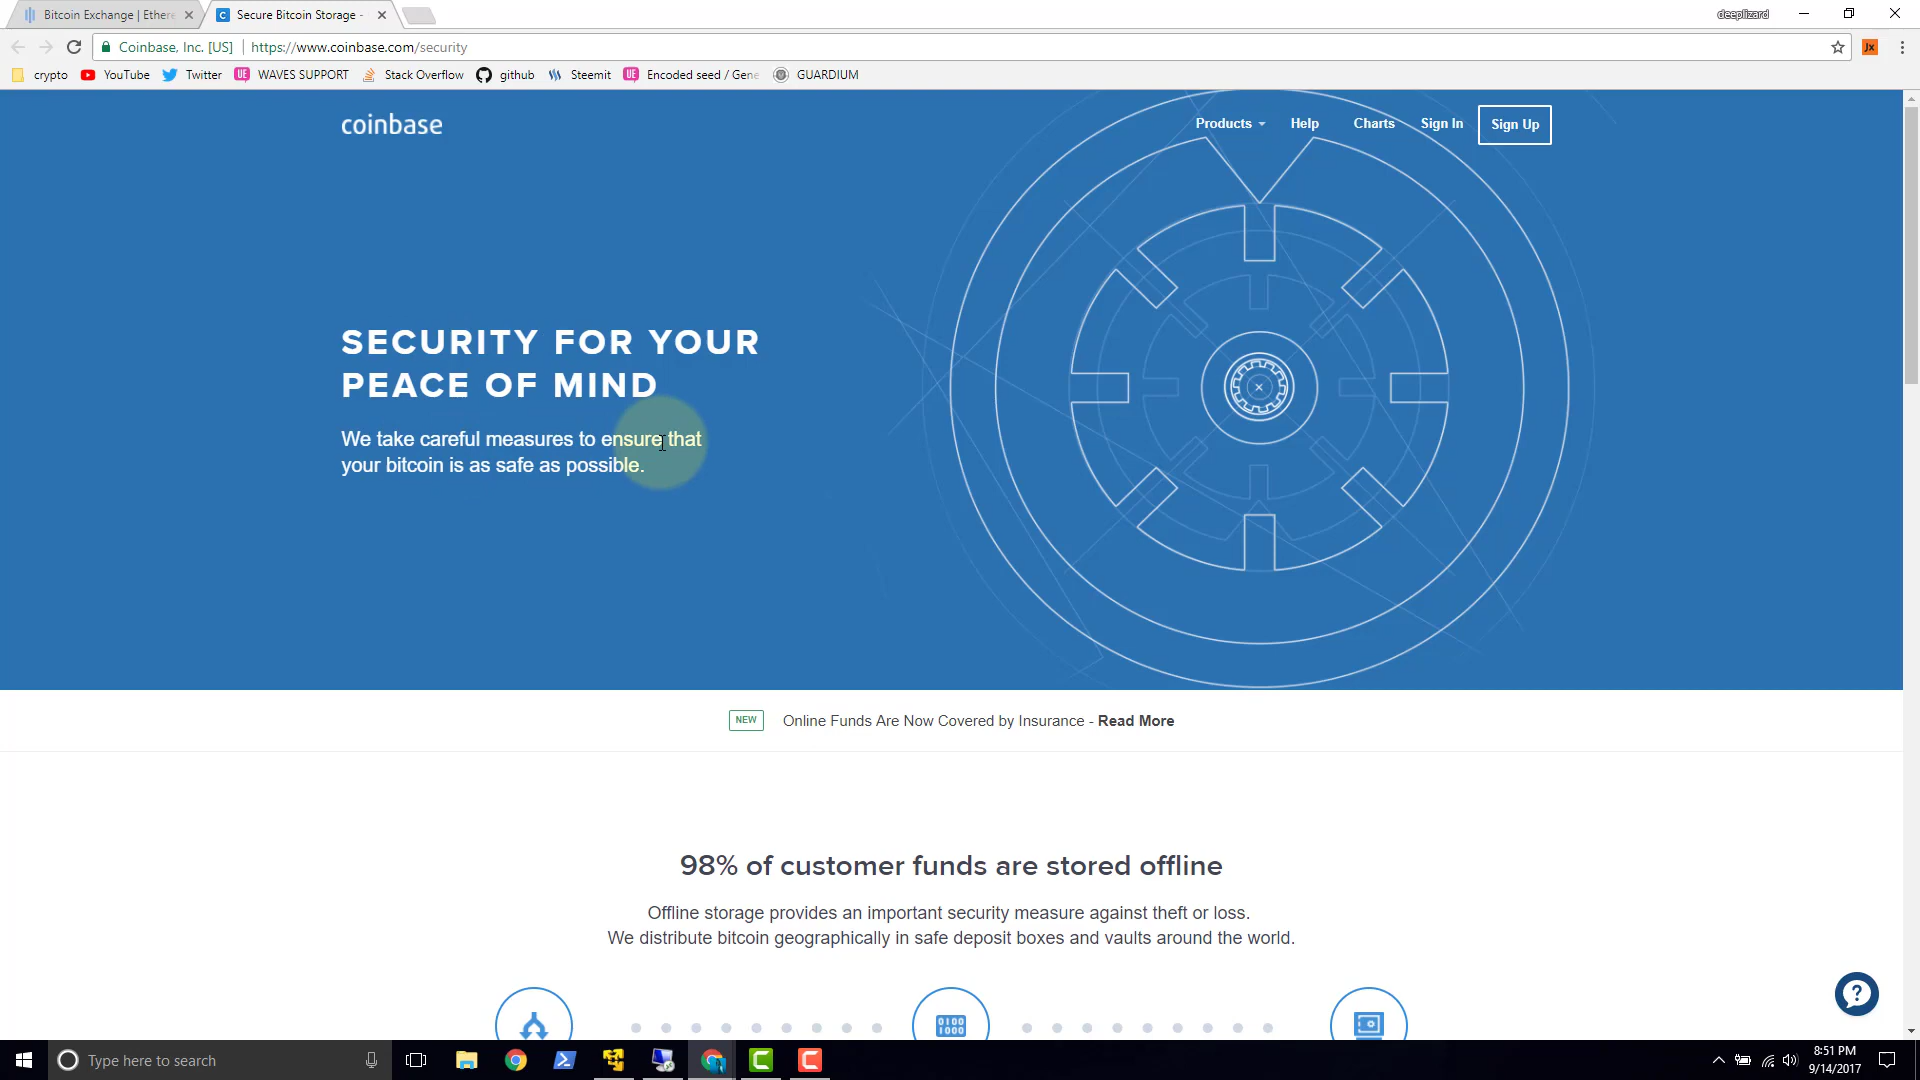 Bitcoin Exchange | Ethere
Secure Bitcoin Storage -
deeplizard
Coinbase, Inc. [US]
https://www.coinbase.com/security
Jx
crypto
YouTube
Twitter
UE
WAVES SUPPORT
Stack Overflow
github
Steemit
UE
Encoded seed / Gene
GUARDIUM
coinbase
Products
Help
Charts
Sign In
Sign Up
SECURITY FOR YOUR
PEACE OF MIND
We take careful measures to ensure that
your bitcoin is as safe as possible.
NEW
Online Funds Are Now Covered by Insurance - Read More
98% of customer funds are stored offline
Offline storage provides an important security measure against theft or loss.
We distribute bitcoin geographically in safe deposit boxes and vaults around the world.
0100
1000
Type here to search
8:51 PM
9/14/2017